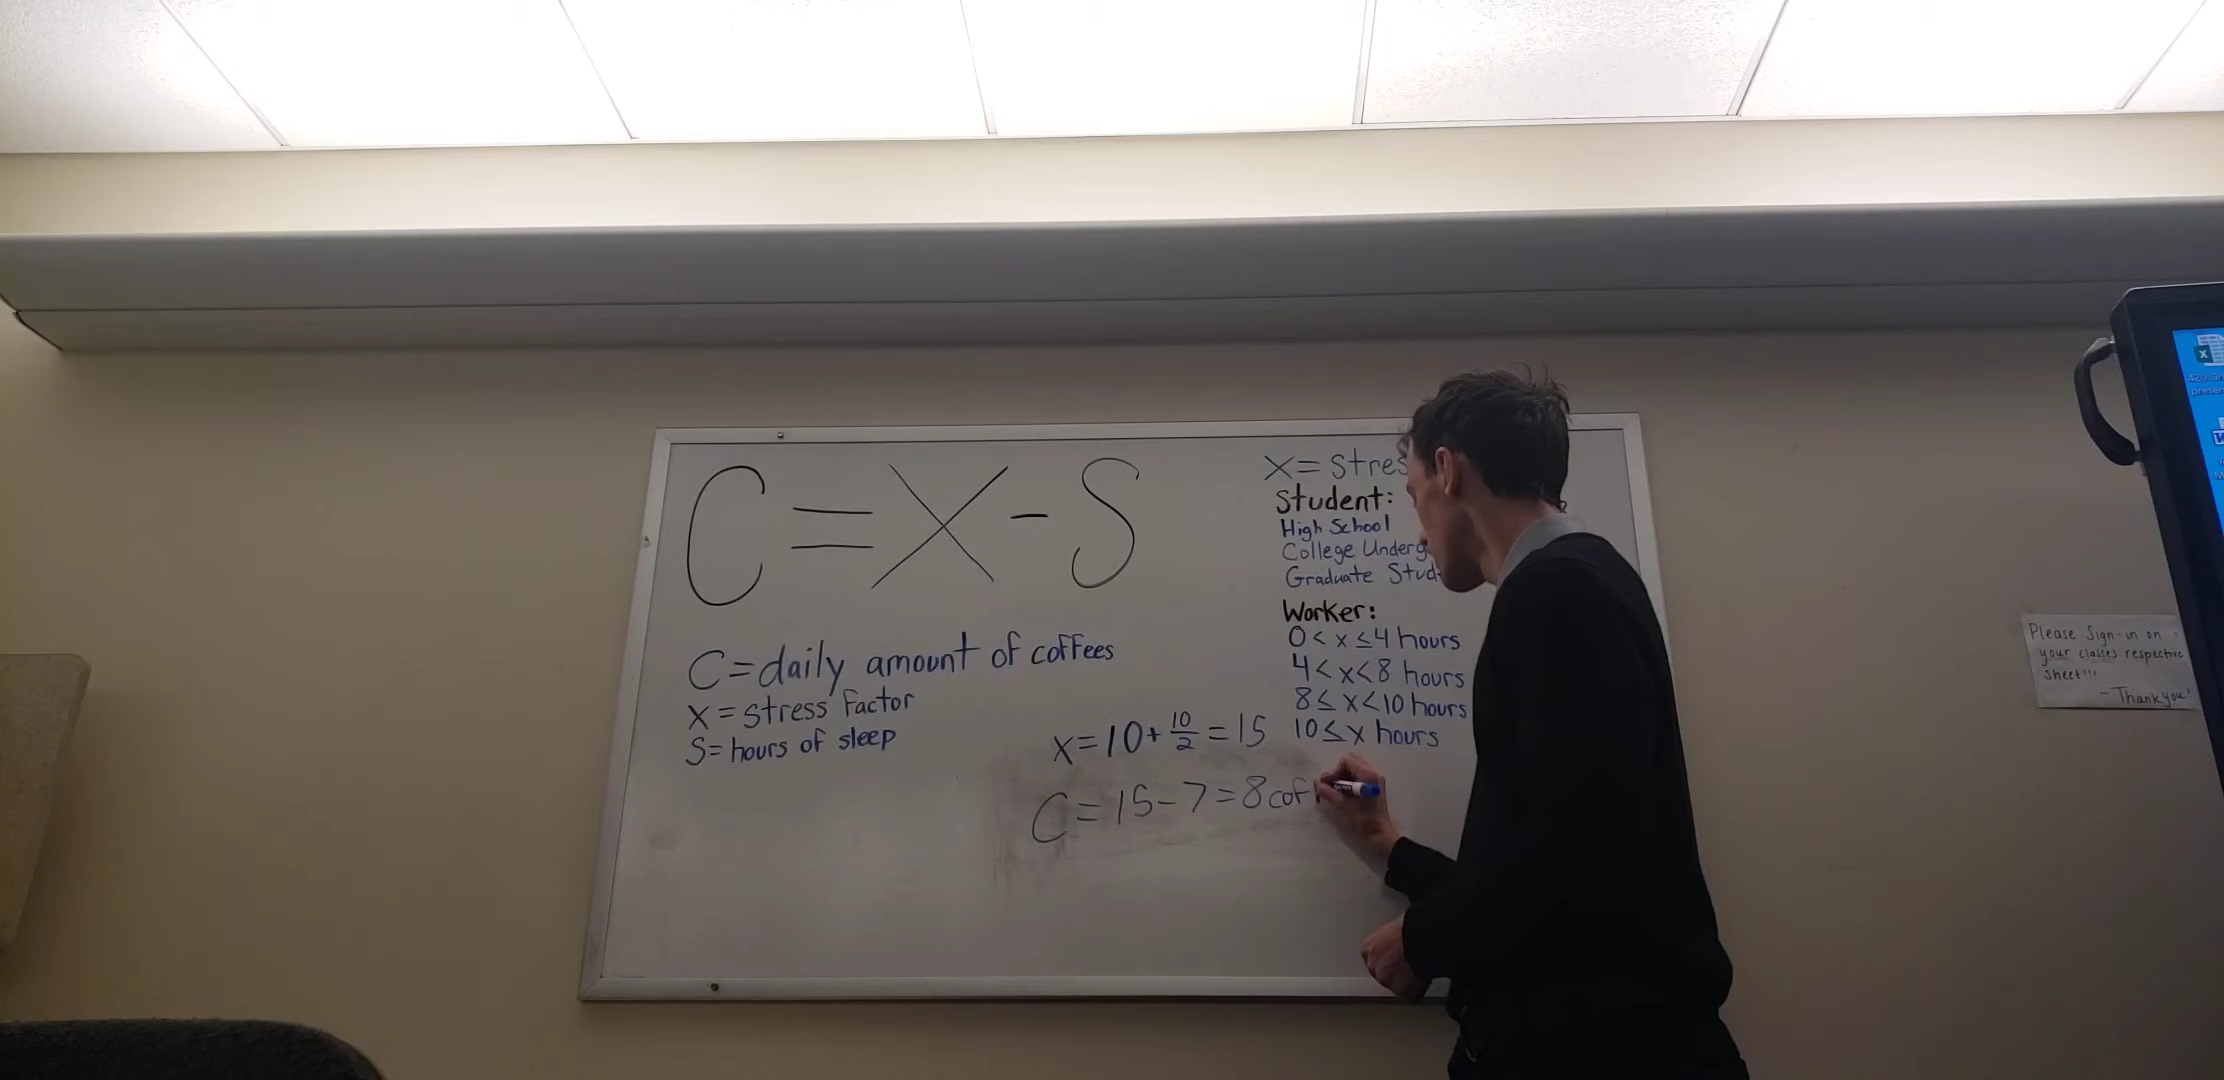 C=X-S
C=daily amount of coffees
X=stress factor
S=hours of sleep
X=10+10/2=15
C=15-7=8cof
X=stres
Student:
High School
College Underg
Graduate Stud
Worker:
0<x≤4 hours
4<x<8 hours
8≤x<10 hours
10≤x hours
Please Sign-in on
your classes respective
Sheet!!!
~Thank you!